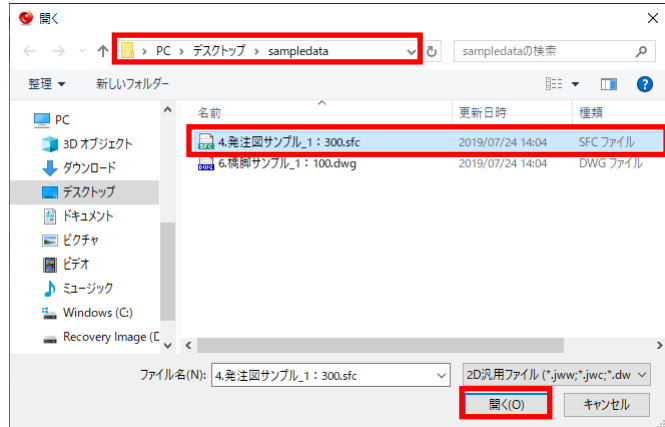 開く
PC › デスクトップ › sampledata
sampledataの検索
整理 新しいフォルダー
名前 更新日時 種類
4.発注図サンプル_1：300.sfc 2019/07/24 14:04 SFC ファイル
6.橋脚サンプル_1：100.dwg 2019/07/24 14:04 DWG ファイル
PC
3D オブジェクト
ダウンロード
デスクトップ
ドキュメント
ピクチャ
ビデオ
ミュージック
Windows (C:)
Recovery Image (D
ファイル名(N): 4.発注図サンプル_1：300.sfc 2D汎用ファイル (*.jww;*.jwc;*.dw
開く(O) キャンセル